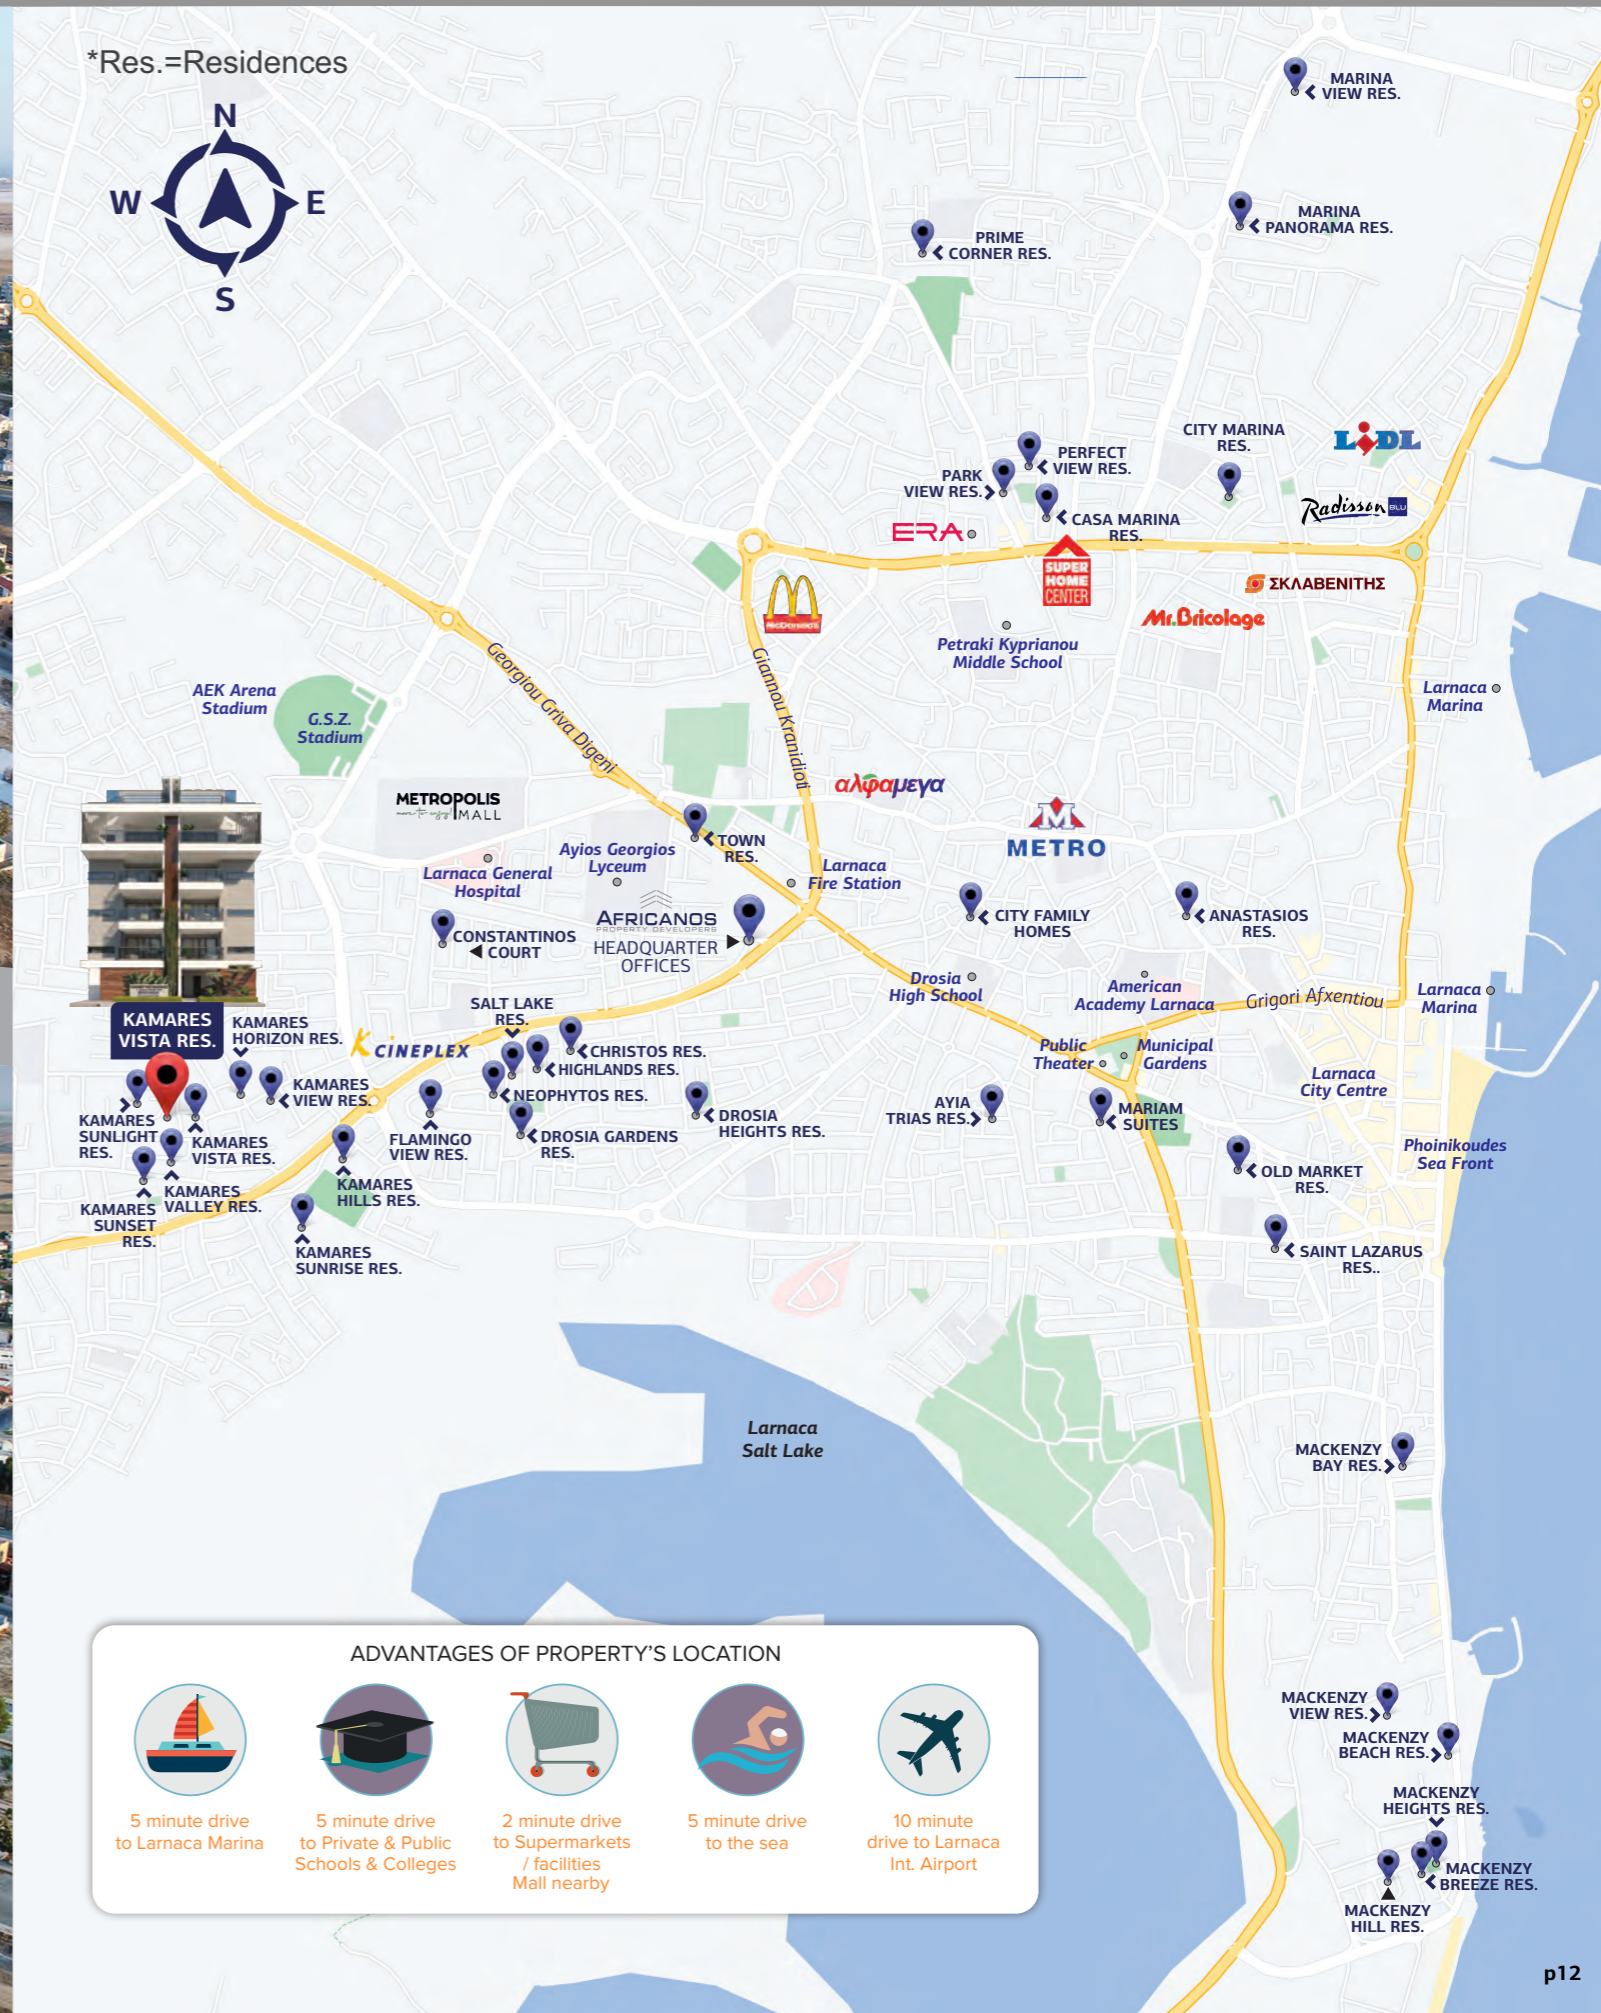 *Res.=Residences
N
W
E
S
MARINA
VIEW RES.
MARINA
PANORAMA RES.
PRIME
CORNER RES.
CITY MARINA
RES.
LiDL
PERFECT
VIEW RES.
PARK
VIEW RES.
Radisson BLU
CASA MARINA
RES.
ERA
SUPER
HOME
CENTER
ΣΚΛΑΒΕΝΙΤΗΣ
McDonald's
Mr.Bricolage
Petraki Kyprianou
Middle School
Georgiou Griva Digeni
Giannou Kranidioti
AEK Arena
Stadium
G.S.Z.
Stadium
Larnaca
Marina
αλφαμεγα
METROPOLIS
MALL
METRO
TOWN
RES.
Ayios Georgios
Lyceum
Larnaca General
Hospital
Larnaca
Fire Station
AFRICANOS
PROPERTY DEVELOPERS
HEADQUARTER
OFFICES
CITY FAMILY
HOMES
ANASTASIOS
RES.
CONSTANTINOS
COURT
Drosia
High School
American
Academy Larnaca
Grigori Afxentiou
Larnaca
Marina
SALT LAKE
RES.
KAMARES
VISTA RES.
KAMARES
HORIZON RES.
K CINEPLEX
CHRISTOS RES.
HIGHLANDS RES.
Public
Theater
Municipal
Gardens
Larnaca
City Centre
KAMARES
VIEW RES.
NEOPHYTOS RES.
AYIA
TRIAS RES.
MARIAM
SUITES
KAMARES
SUNLIGHT
RES.
KAMARES
VISTA RES.
FLAMINGO
VIEW RES.
DROSIA GARDENS
RES.
DROSIA
HEIGHTS RES.
Phoinikoudes
Sea Front
OLD MARKET
RES.
KAMARES
VALLEY RES.
KAMARES
HILLS RES.
KAMARES
SUNSET
RES.
KAMARES
SUNRISE RES.
SAINT LAZARUS
RES..
Larnaca
Salt Lake
MACKENZY
BAY RES.
MACKENZY
VIEW RES.
MACKENZY
BEACH RES.
MACKENZY
HEIGHTS RES.
MACKENZY
BREEZE RES.
MACKENZY
HILL RES.
ADVANTAGES OF PROPERTY'S LOCATION
5 minute drive
to Larnaca Marina
5 minute drive
to Private & Public
Schools & Colleges
2 minute drive
to Supermarkets
/ facilities
Mall nearby
5 minute drive
to the sea
10 minute
drive to Larnaca
Int. Airport
p12